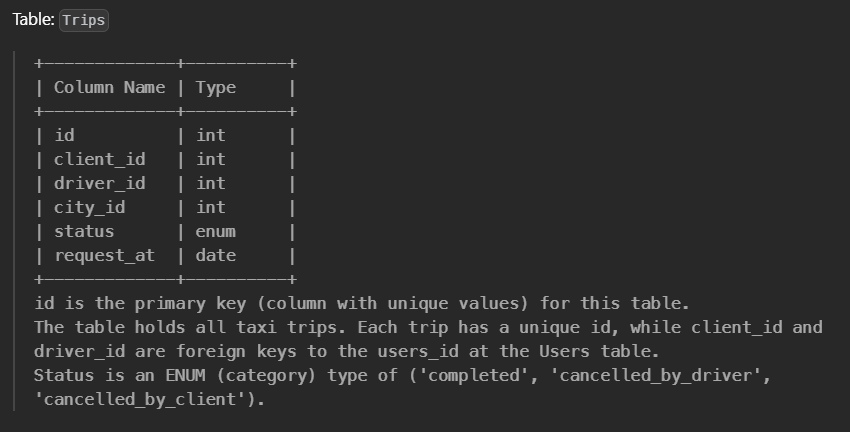 Table: Trips
+-------------+----------+
| Column Name | Type     |
+-------------+----------+
| id          | int      |
| client_id   | int      |
| driver_id   | int      |
| city_id     | int      |
| status      | enum     |
| request_at  | date     |
+-------------+----------+
id is the primary key (column with unique values) for this table.
The table holds all taxi trips. Each trip has a unique id, while client_id and
driver_id are foreign keys to the users_id at the Users table.
Status is an ENUM (category) type of ('completed', 'cancelled_by_driver',
'cancelled_by_client').